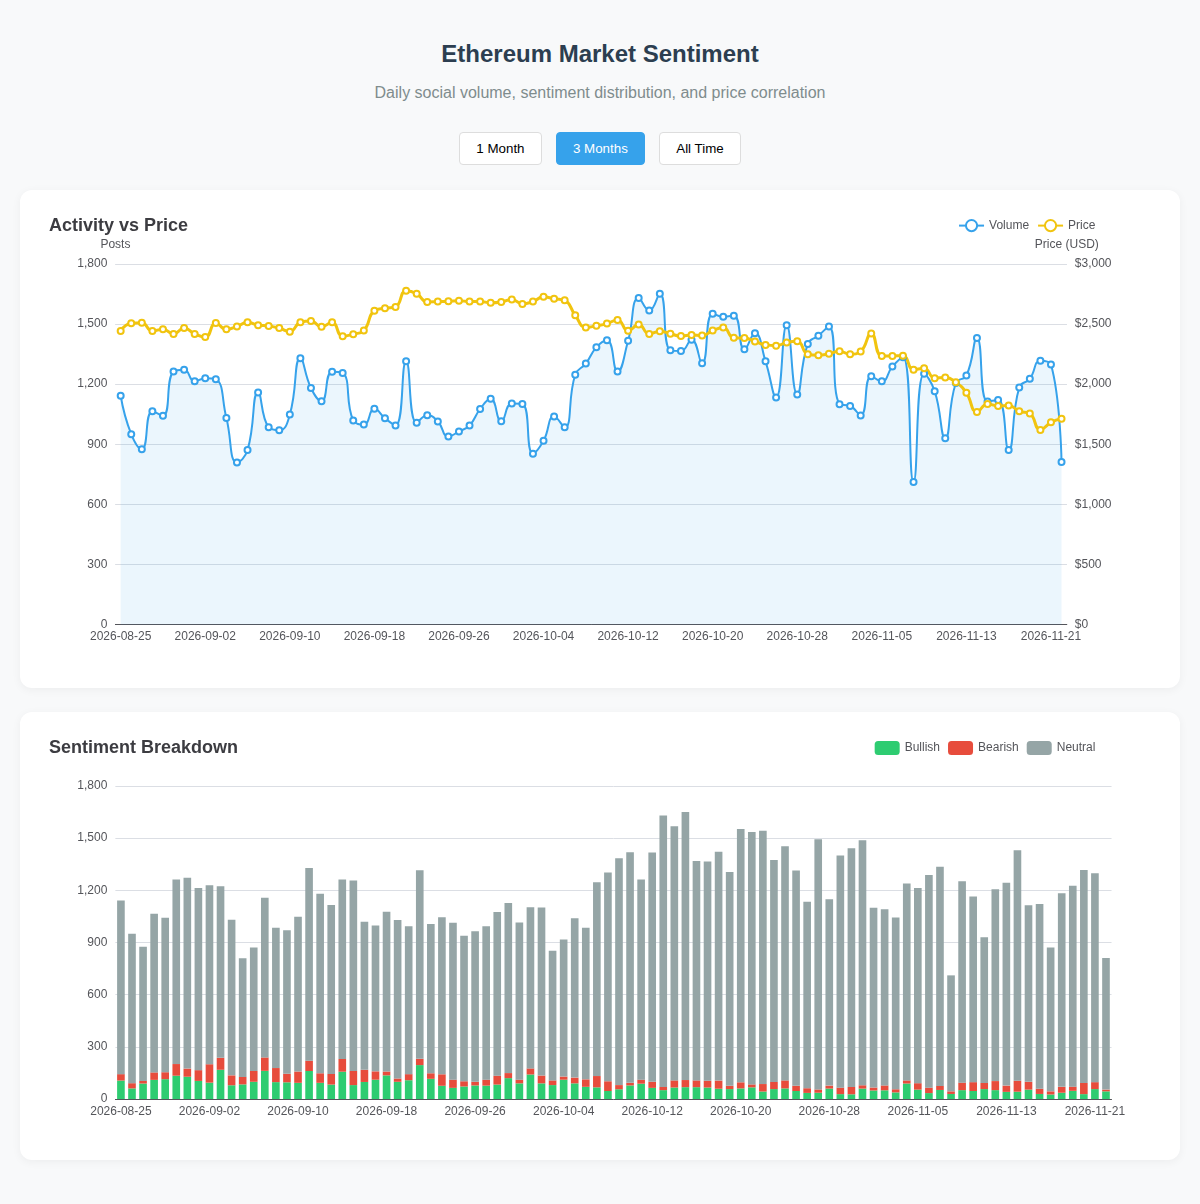 Ethereum Market Sentiment
Daily social volume, sentiment distribution, and price correlation
1 Month 3 Months All Time
Activity vs Price
Volume Price
Posts Price (USD)
1,800 $3,000
1,500 $2,500
1,200 $2,000
900 $1,500
600 $1,000
300 $500
0 $0
2026-08-25 2026-09-02 2026-09-10 2026-09-18 2026-09-26 2026-10-04 2026-10-12 2026-10-20 2026-10-28 2026-11-05 2026-11-13 2026-11-21
Sentiment Breakdown
Bullish Bearish Neutral
1,800
1,500
1,200
900
600
300
0
2026-08-25 2026-09-02 2026-09-10 2026-09-18 2026-09-26 2026-10-04 2026-10-12 2026-10-20 2026-10-28 2026-11-05 2026-11-13 2026-11-21